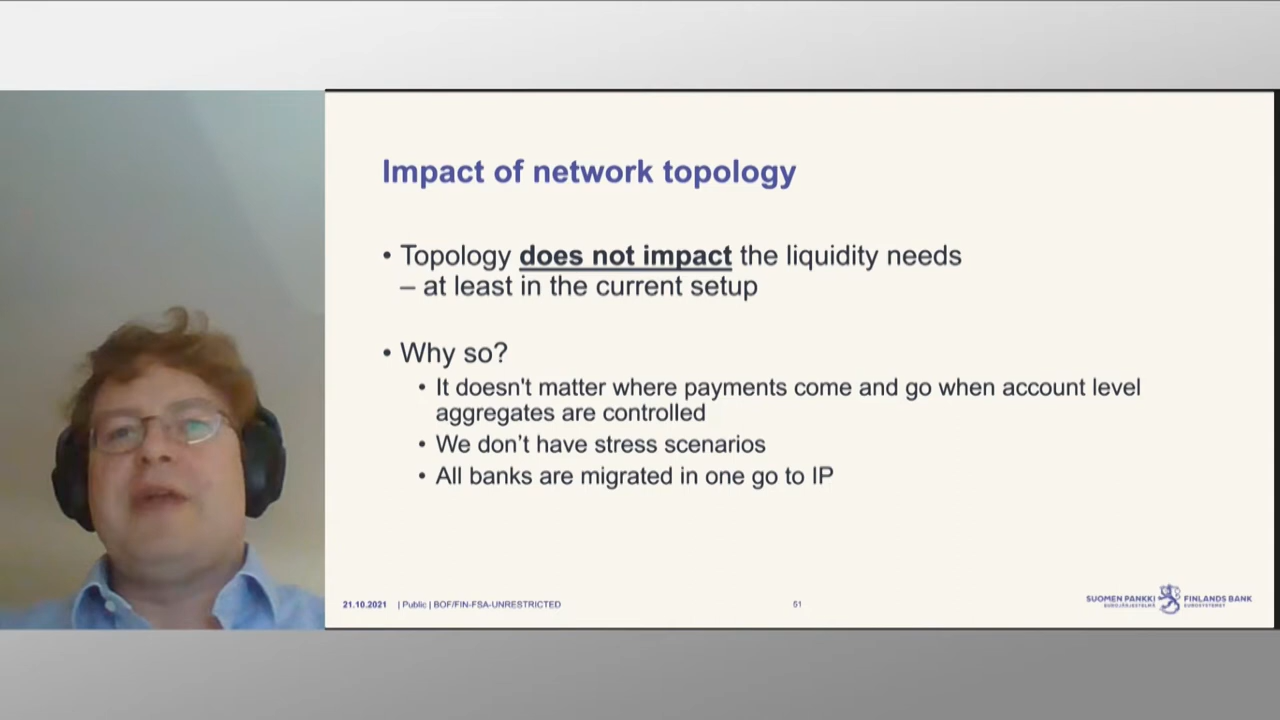 Impact of network topology
• Topology does not impact the liquidity needs
– at least in the current setup
• Why so?
• It doesn't matter where payments come and go when account level
aggregates are controlled
• We don't have stress scenarios
• All banks are migrated in one go to IP
21.10.2021 | Public | BOF/FIN-FSA-UNRESTRICTED
51
SUOMEN PANKKI FINLANDS BANK
EUROJÄRJESTELMÄ EUROSYSTEMET